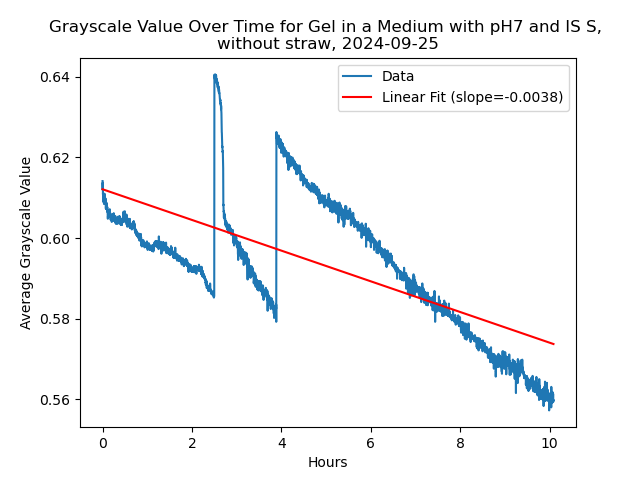 Grayscale Value Over Time for Gel in a Medium with pH7 and IS S,
without straw, 2024-09-25
Data
Linear Fit (slope=-0.0038)
Average Grayscale Value
0.64
0.62
0.60
0.58
0.56
0
2
4
6
8
10
Hours